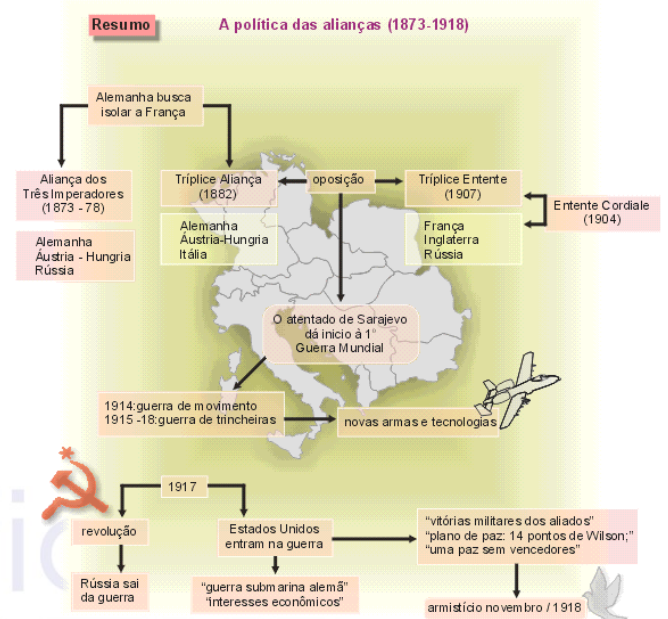 Resumo
A política das alianças (1873-1918)
Alemanha busca
isolar a França
Aliança dos
Três Imperadores
(1873 - 78)
Tríplice Aliança
(1882)
oposição
Tríplice Entente
(1907)
Entente Cordiale
(1904)
Alemanha
Áustria - Hungria
Rússia
Alemanha
Áustria-Hungria
Itália
França
Inglaterra
Rússia
O atentado de Sarajevo
dá inicio à 1°
Guerra Mundial
1914:guerra de movimento
1915 -18:guerra de trincheiras
novas armas e tecnologias
1917
revolução
Estados Unidos
entram na guerra
“vitórias militares dos aliados”
“plano de paz: 14 pontos de Wilson;”
“uma paz sem vencedores”
Rússia sai
da guerra
“guerra submarina alemã”
“interesses econômicos”
armistício novembro / 1918